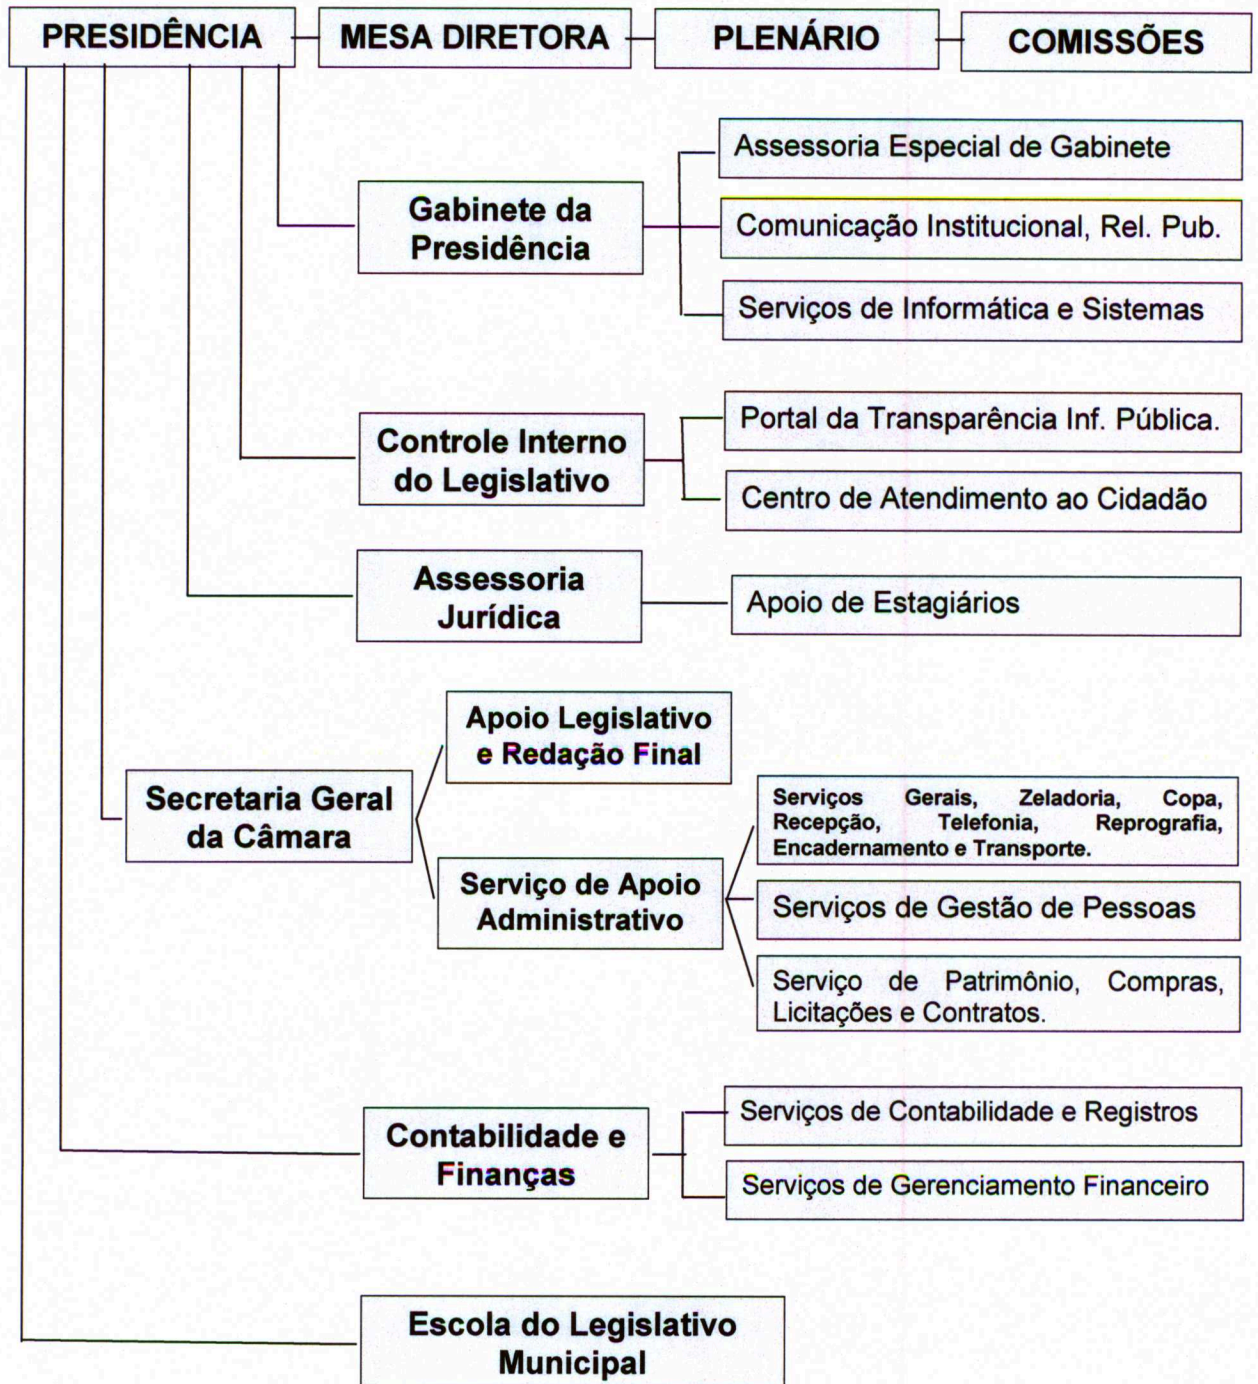 PRESIDÊNCIA
MESA DIRETORA
PLENÁRIO
COMISSÕES
Assessoria Especial de Gabinete
Gabinete da
Presidência
Comunicação Institucional, Rel. Pub.
Serviços de Informática e Sistemas
Controle Interno
do Legislativo
Portal da Transparência Inf. Pública.
Centro de Atendimento ao Cidadão
Assessoria
Jurídica
Apoio de Estagiários
Apoio Legislativo
e Redação Final
Secretaria Geral
da Câmara
Serviços Gerais, Zeladoria, Copa,
Recepção, Telefonia, Reprografia,
Encadernamento e Transporte.
Serviço de Apoio
Administrativo
Serviços de Gestão de Pessoas
Serviço de Patrimônio, Compras,
Licitações e Contratos.
Contabilidade e
Finanças
Serviços de Contabilidade e Registros
Serviços de Gerenciamento Financeiro
Escola do Legislativo
Municipal